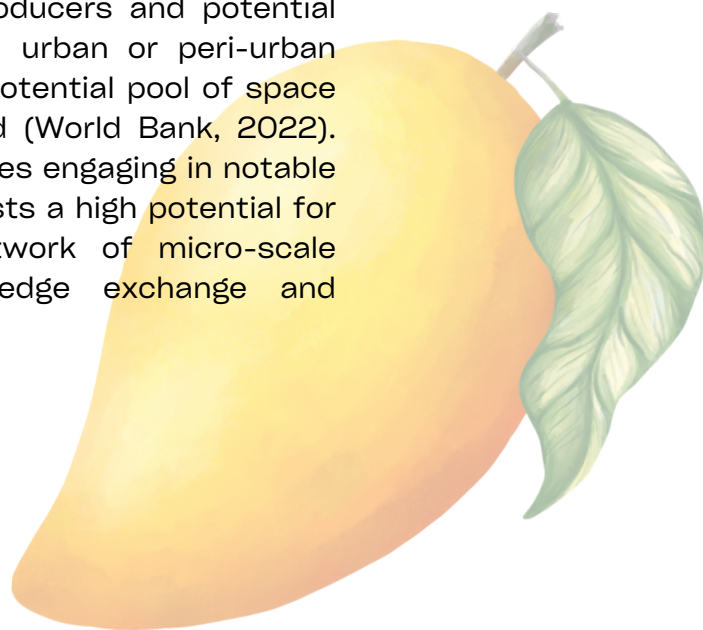 oducers and potential
urban or peri-urban
otential pool of space
d (World Bank, 2022).
es engaging in notable
sts a high potential for
twork of micro-scale
edge exchange and